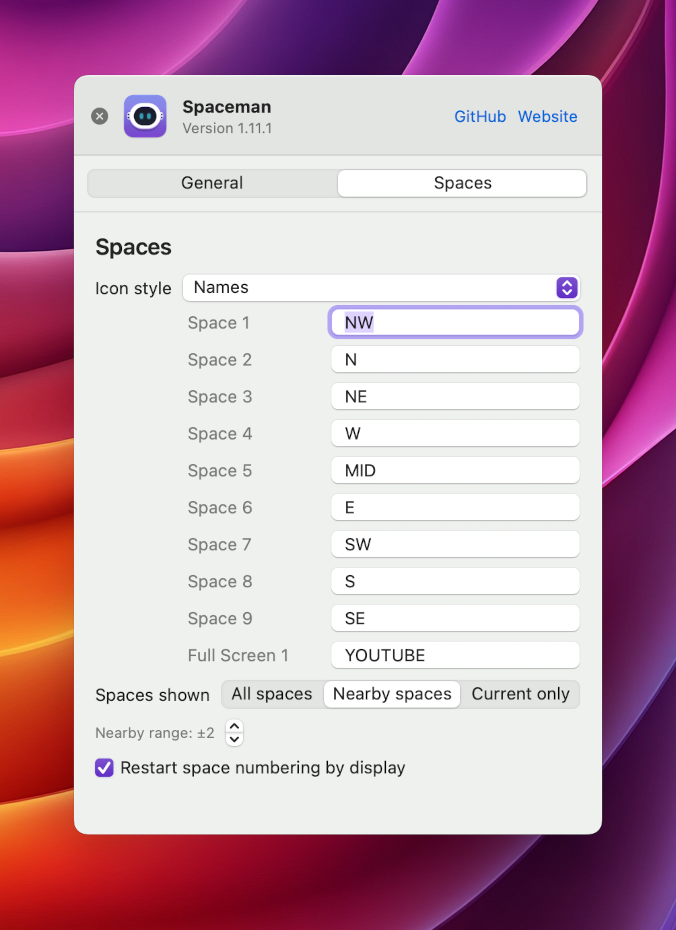 Spaceman
Version 1.11.1
GitHub Website
General Spaces
Spaces
Icon style Names
Space 1 NW
Space 2 N
Space 3 NE
Space 4 W
Space 5 MID
Space 6 E
Space 7 SW
Space 8 S
Space 9 SE
Full Screen 1 YOUTUBE
Spaces shown All spaces Nearby spaces Current only
Nearby range: ±2
Restart space numbering by display